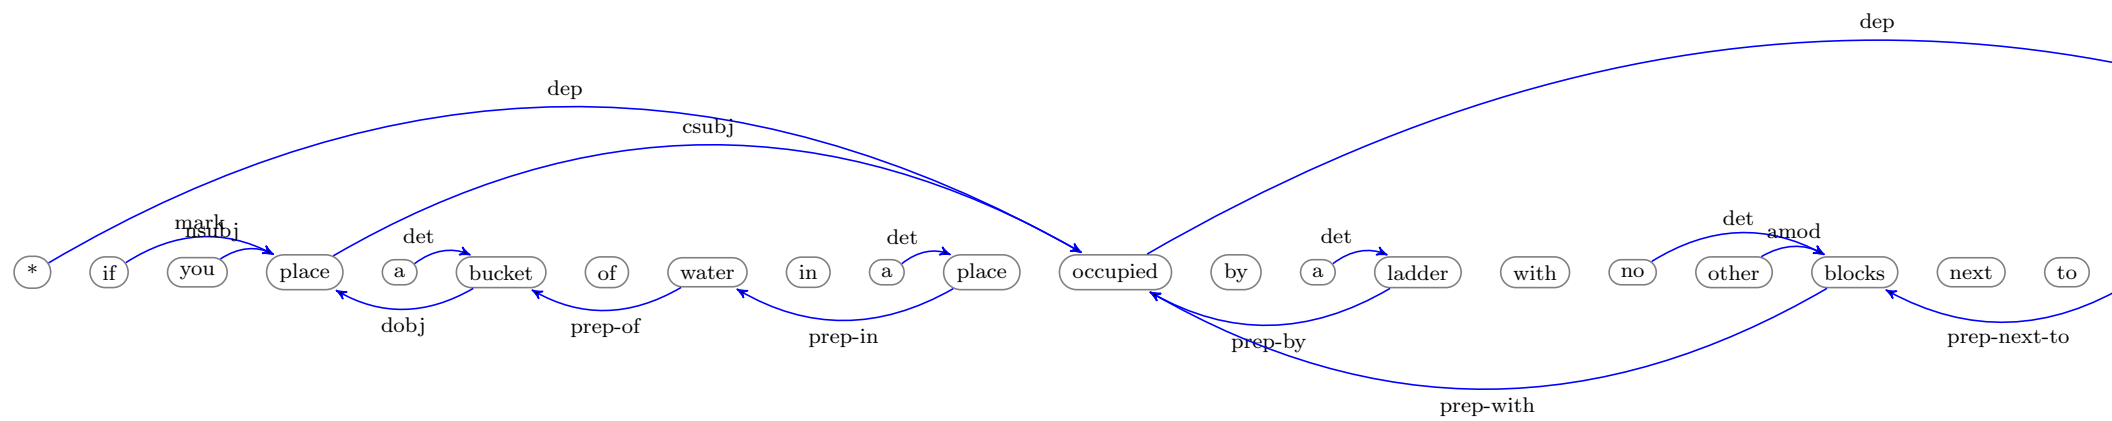 dep
dep
csubj
mark
nsubj
det
det
det
det
amod
* if you place a bucket of water in a place occupied by a ladder with no other blocks next to
dobj
prep-of
prep-in
prep-by
prep-next-to
prep-with